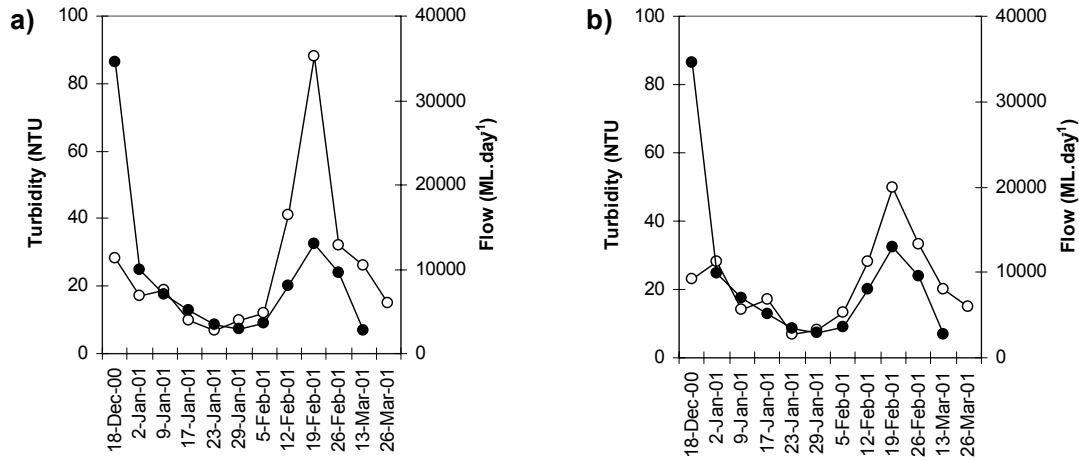 a)
100
80
60
40
20
0
Turbidity (NTU
40000
30000
20000
10000
0
Flow (ML.day-1)
18-Dec-00
2-Jan-01
9-Jan-01
17-Jan-01
23-Jan-01
29-Jan-01
5-Feb-01
12-Feb-01
19-Feb-01
26-Feb-01
13-Mar-01
26-Mar-01
b)
100
80
60
40
20
0
Turbidity (NTU
40000
30000
20000
10000
0
Flow (ML.day-1)
18-Dec-00
2-Jan-01
9-Jan-01
17-Jan-01
23-Jan-01
29-Jan-01
5-Feb-01
12-Feb-01
19-Feb-01
26-Feb-01
13-Mar-01
26-Mar-01